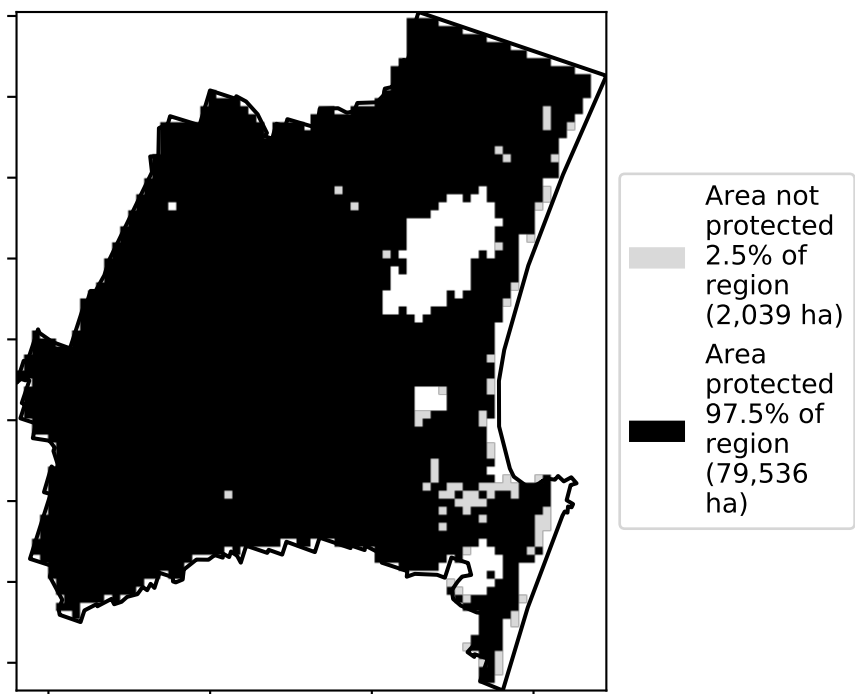 Area not
protected
2.5% of
region
(2,039 ha)
Area
protected
97.5% of
region
(79,536
ha)